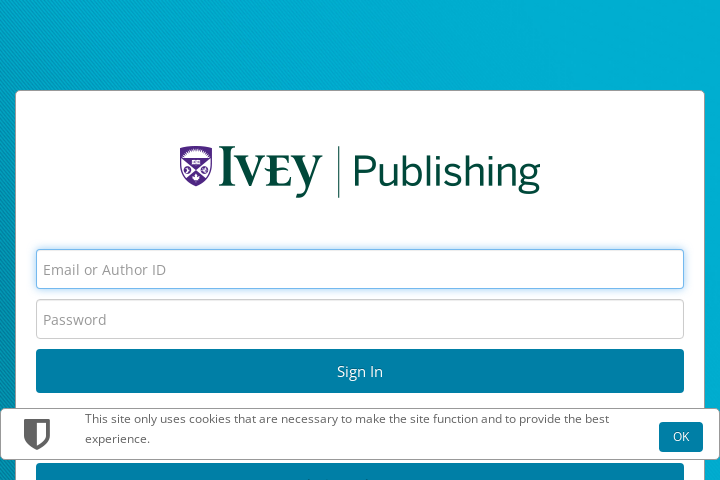 IVEY Publishing
Email or Author ID
Password
Sign In
This site only uses cookies that are necessary to make the site function and to provide the best
experience.
OK